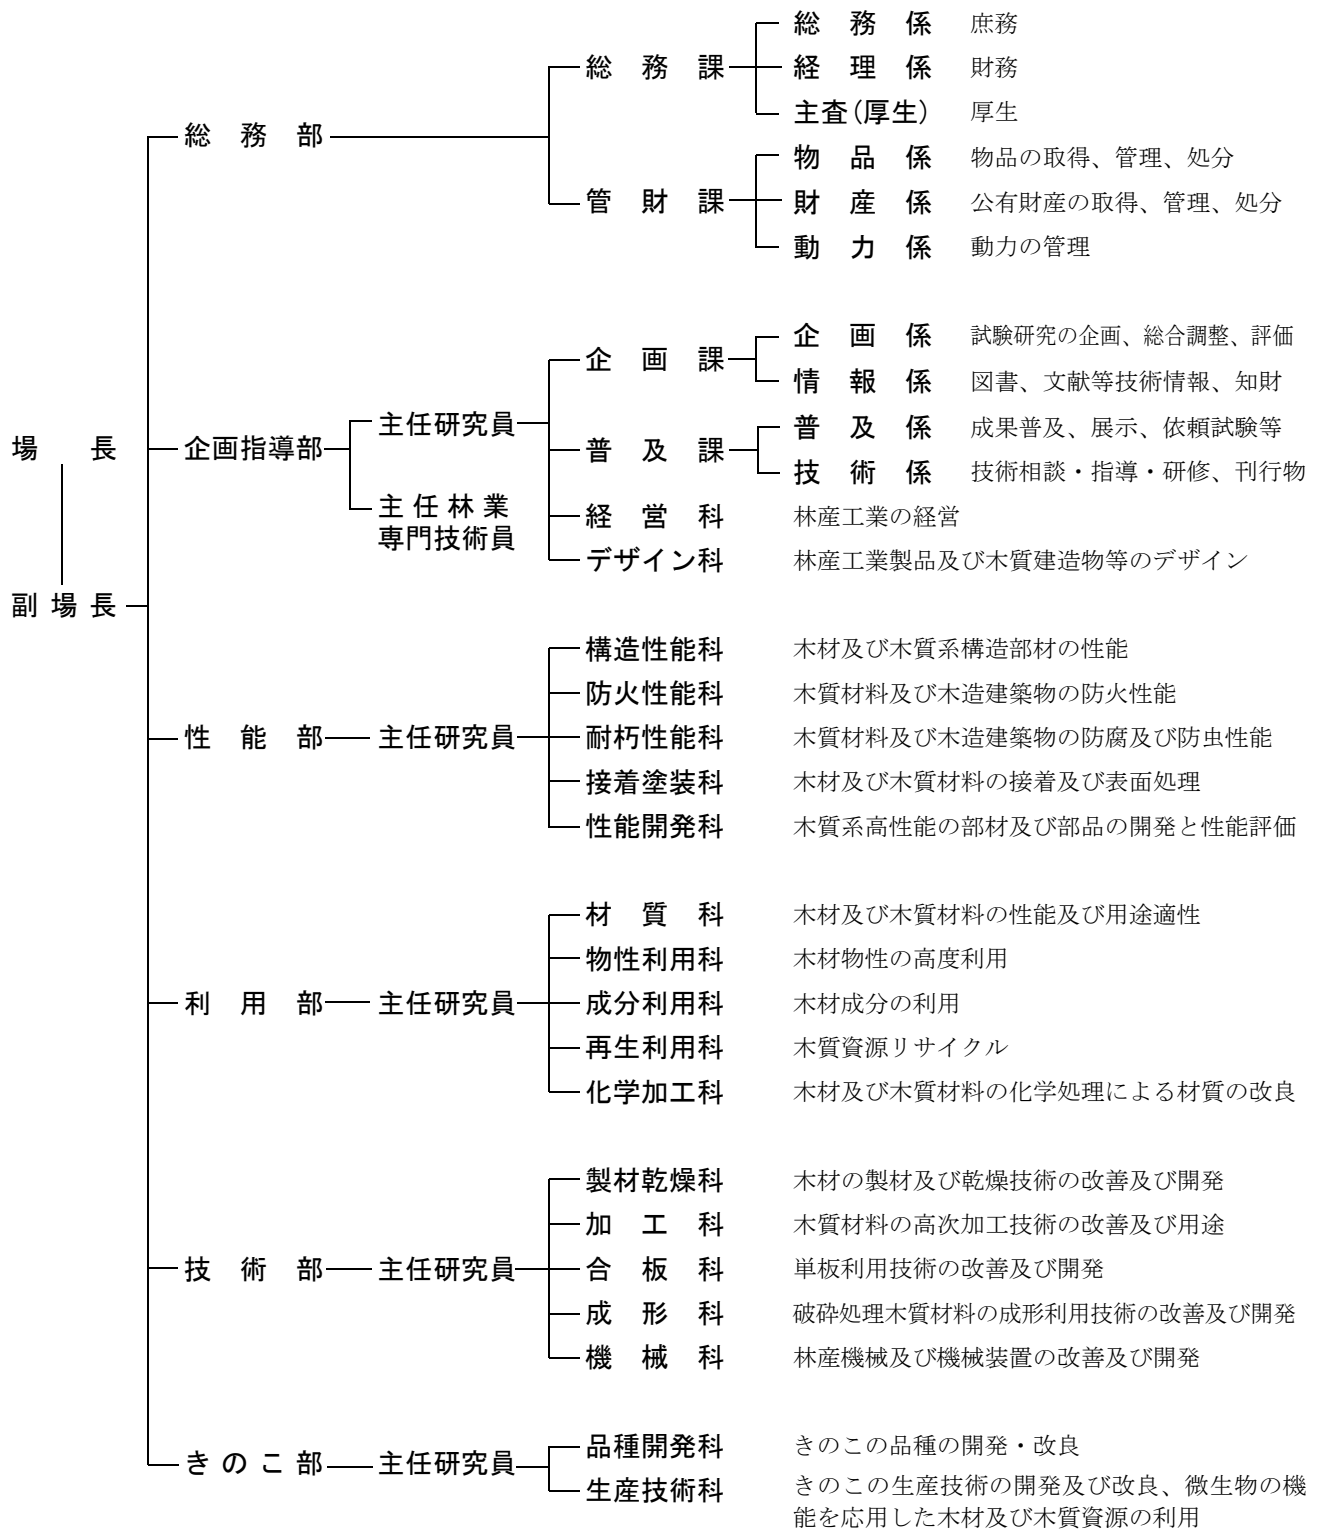 総務係 庶務
総務課 経理係 財務
主査(厚生) 厚生
総務部
物品係 物品の取得、管理、処分
管財課 財産係 公有財産の取得、管理、処分
動力係 動力の管理
企画係 試験研究の企画、総合調整、評価
企画課
情報係 図書、文献等技術情報、知財
主任研究員
普及係 成果普及、展示、依頼試験等
場長 企画指導部 普及課
技術係 技術相談・指導・研修、刊行物
主任林業
専門技術員
経営科 林産工業の経営
デザイン科 林産工業製品及び木質建造物等のデザイン
副場長
構造性能科 木材及び木質系構造部材の性能
防火性能科 木質材料及び木造建築物の防火性能
性能部 主任研究員 耐朽性能科 木質材料及び木造建築物の防腐及び防虫性能
接着塗装科 木材及び木質材料の接着及び表面処理
性能開発科 木質系高性能の部材及び部品の開発と性能評価
材質科 木材及び木質材料の性能及び用途適性
物性利用科 木材物性の高度利用
利用部 主任研究員 成分利用科 木材成分の利用
再生利用科 木質資源リサイクル
化学加工科 木材及び木質材料の化学処理による材質の改良
製材乾燥科 木材の製材及び乾燥技術の改善及び開発
加工科 木質材料の高次加工技術の改善及び用途
技術部 主任研究員 合板科 単板利用技術の改善及び開発
成形科 破砕処理木質材料の成形利用技術の改善及び開発
機械科 林産機械及び機械装置の改善及び開発
品種開発科 きのこの品種の開発・改良
きのこ部 主任研究員
生産技術科 きのこの生産技術の開発及び改良、微生物の機
能を応用した木材及び木質資源の利用